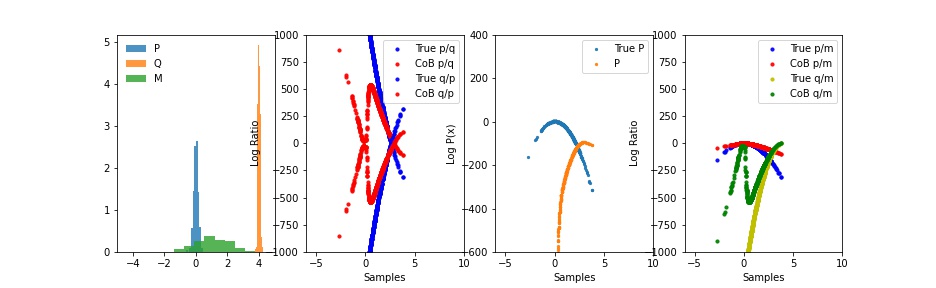 P
Q
M
0
1
2
3
4
5
−4
−2
0
2
4
Log Ratio
1000
750
500
250
0
−250
−500
−750
−1000
True p/q
CoB p/q
True q/p
CoB q/p
−5
0
5
10
Samples
Log P(x)
400
200
0
−200
−400
−600
True P
P
−5
0
5
10
Samples
Log Ratio
1000
750
500
250
0
−250
−500
−750
−1000
True p/m
CoB p/m
True q/m
CoB q/m
−5
0
5
10
Samples